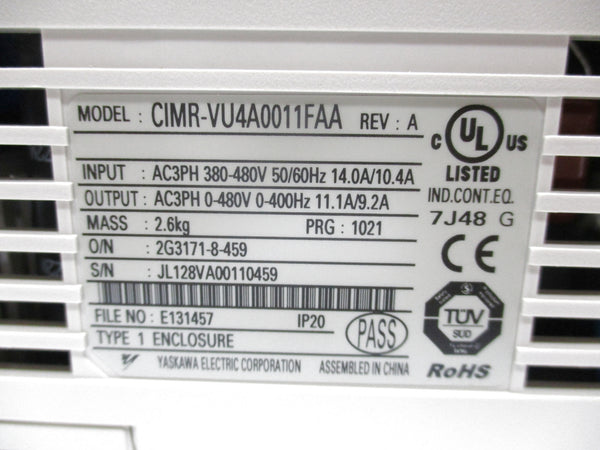 MODEL : CIMR-VU4A0011FAA REV : A
INPUT : AC3PH 380-480V 50/60Hz 14.0A/10.4A
OUTPUT : AC3PH 0-480V 0-400Hz 11.1A/9.2A
MASS : 2.6kg PRG : 1021
O/N : 2G3171-8-459
S/N : JL128VA00110459
FILE NO : E131457 IP20
TYPE 1 ENCLOSURE
PASS
YASKAWA ELECTRIC CORPORATION ASSEMBLED IN CHINA
C UL US
LISTED
IND.CONT.EQ.
7J48 G
CE
TÜV
SÜD
RoHS